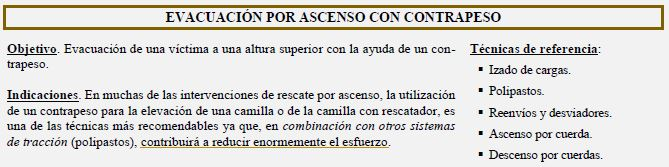 EVACUACIÓN POR ASCENSO CON CONTRAPESO
Objetivo. Evacuación de una víctima a una altura superior con la ayuda de un con-
trapeso.
Indicaciones. En muchas de las intervenciones de rescate por ascenso, la utilización
de un contrapeso para la elevación de una camilla o de la camilla con rescatador, es
una de las técnicas más recomendables ya que, en combinación con otros sistemas
de tracción (polipastos), contribuirá a reducir enormemente el esfuerzo.
Técnicas de referencia:
▪ Izado de cargas.
▪ Polipastos.
▪ Reenvíos y desviadores.
▪ Ascenso por cuerda.
▪ Descenso por cuerdas.